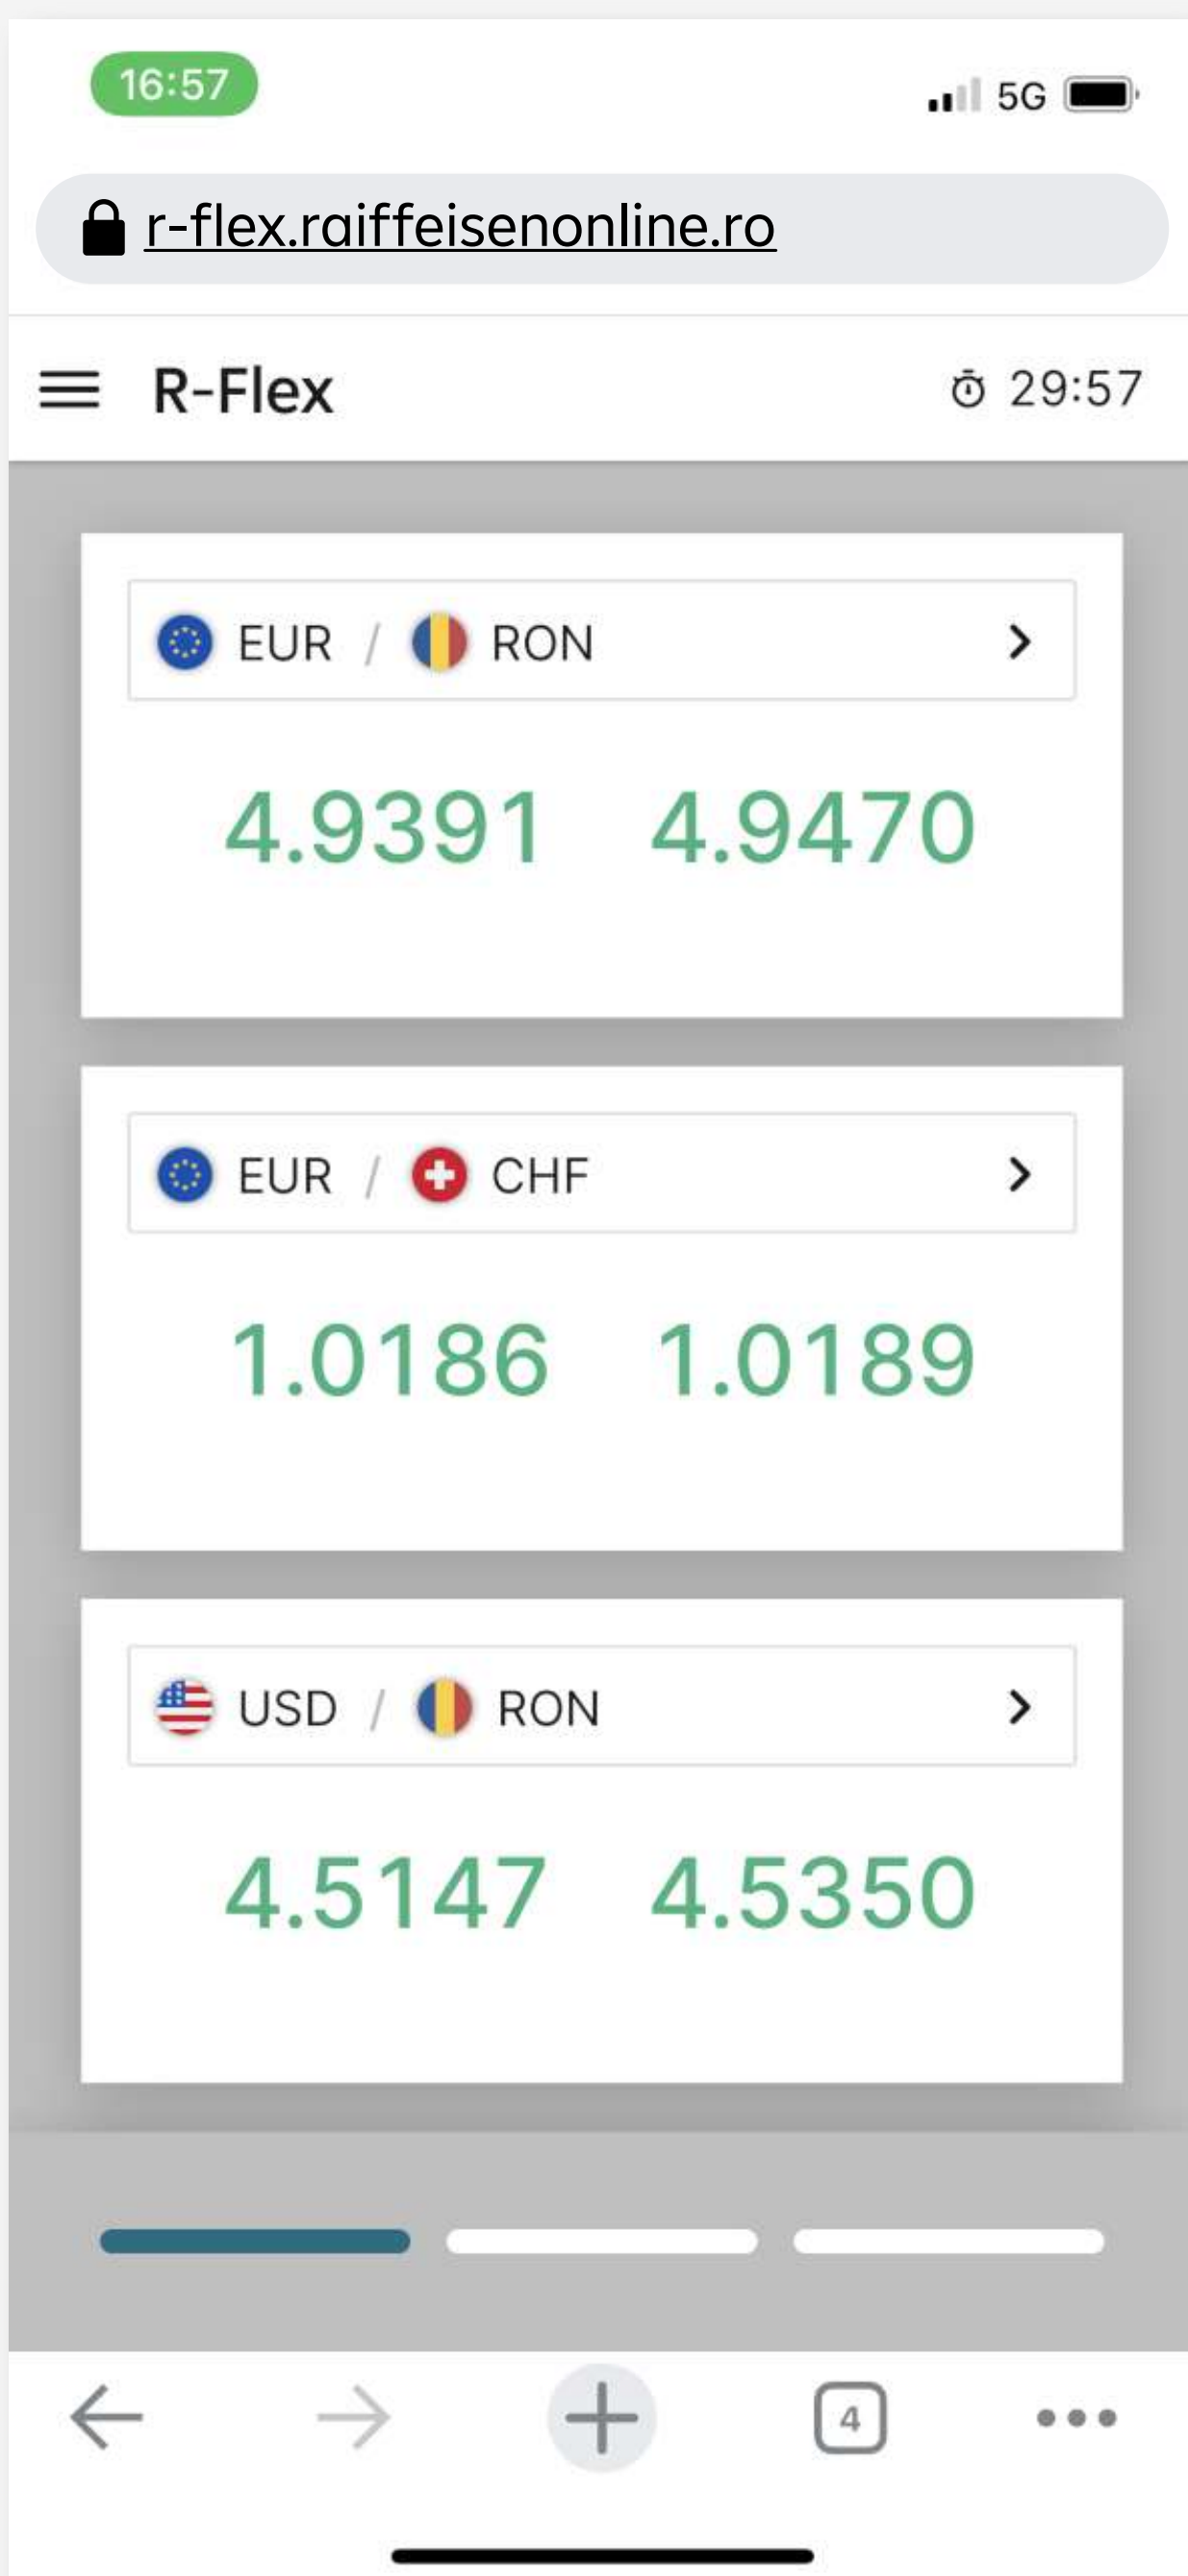 16:57
5G
r-flex.raiffeisenonline.ro
R-Flex
29:57
EUR / RON
4.9391 4.9470
EUR / CHF
1.0186 1.0189
USD / RON
4.5147 4.5350
4